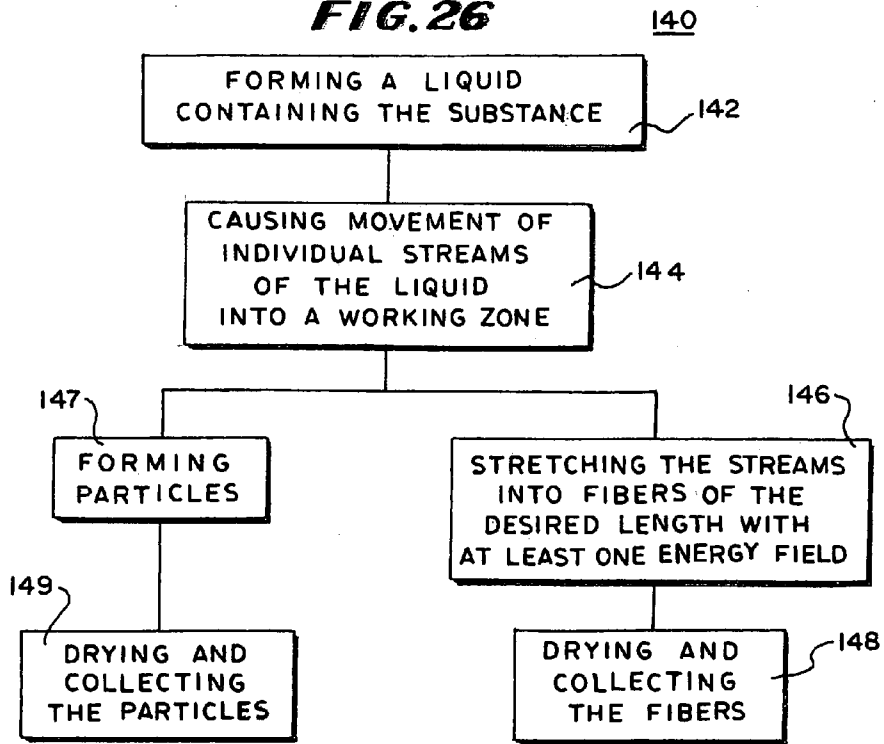 FIG. 26
140
FORMING A LIQUID
CONTAINING THE SUBSTANCE
142
CAUSING MOVEMENT OF
INDIVIDUAL STREAMS
OF THE LIQUID
INTO A WORKING ZONE
144
147
FORMING
PARTICLES
146
STRETCHING THE STREAMS
INTO FIBERS OF THE
DESIRED LENGTH WITH
AT LEAST ONE ENERGY FIELD
149
DRYING AND
COLLECTING
THE PARTICLES
DRYING AND
COLLECTING
THE FIBERS
148